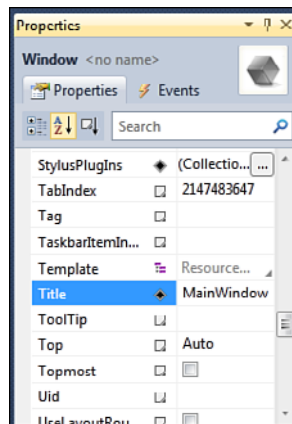 Properties
Window <no name>
Properties Events
Search
StylusPlugIns (Collectio... ...
TabIndex 2147483647
Tag
TaskbarItemIn...
Template Resource...
Title MainWindow
ToolTip
Top Auto
Topmost
Uid
UseLayoutRou...